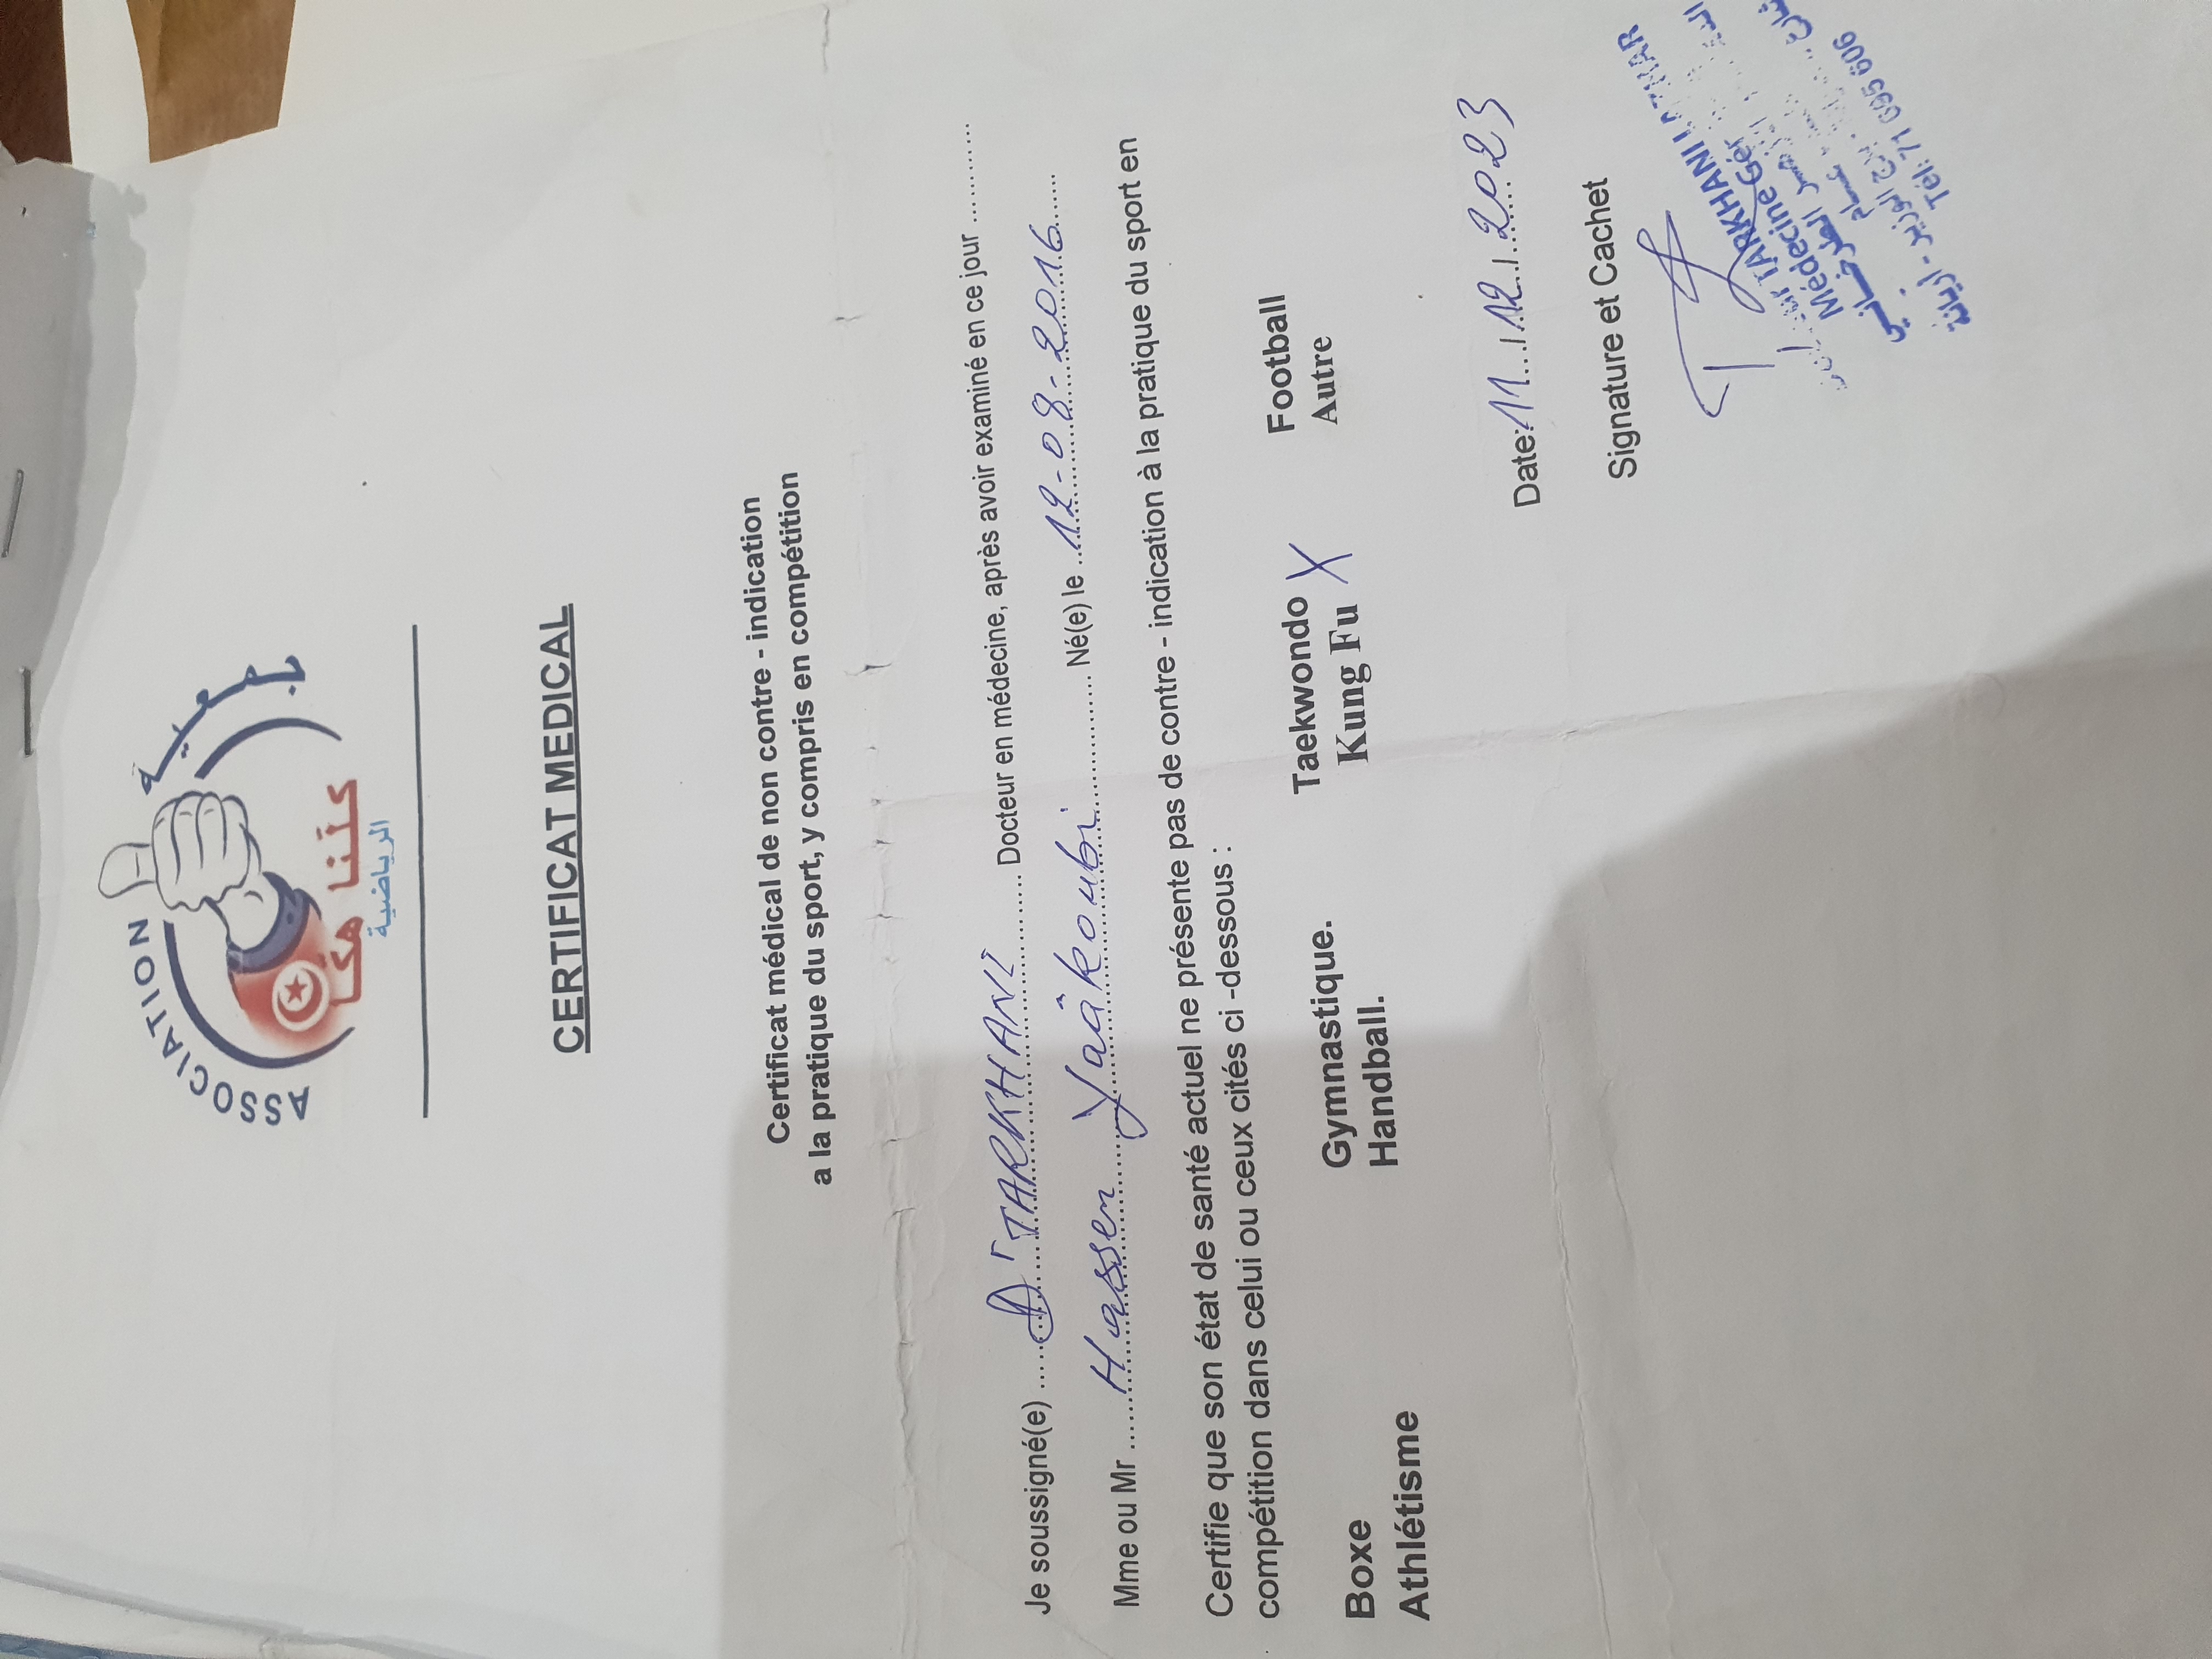 ASSOCIATION جمعية
هكا كلنا
الرياضية
CERTIFICAT MEDICAL
Certificat médical de non contre - indication
a la pratique du sport, y compris en compétition
Je soussigné(e) ..... Dr TARKHANI ..... Docteur en médecine, après avoir examiné en ce jour ..........
Mme ou Mr ..... Hassen Yaâkoubi ..... Né(e) le ... 12-08-2016 .....
Certifie que son état de santé actuel ne présente pas de contre - indication à la pratique du sport en
compétition dans celui ou ceux cités ci -dessous :
Boxe Gymnastique. Taekwondo Football
Athlétisme Handball. Kung Fu X Autre
Date: 11 / 12 / 2023
Signature et Cachet
TARKHANI
Médecine Gén
Tél: 71 695 606